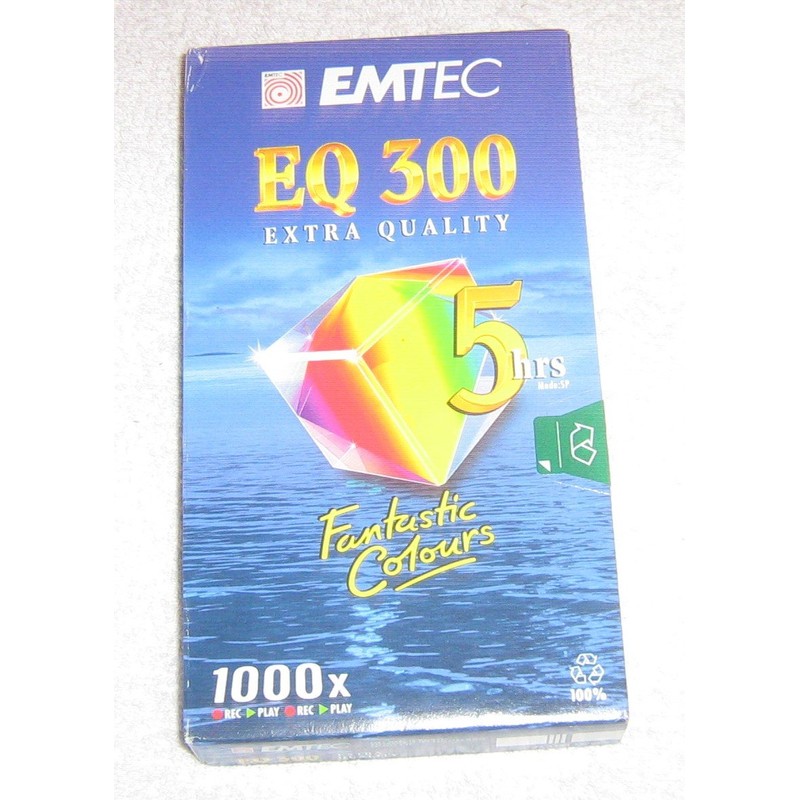 EMTEC
EMTEC
EQ 300
EXTRA QUALITY
5 hrs
Mode:SP
Fantastic
Colours
1000x
REC PLAY REC PLAY
100%
EMTEC
EQ 300